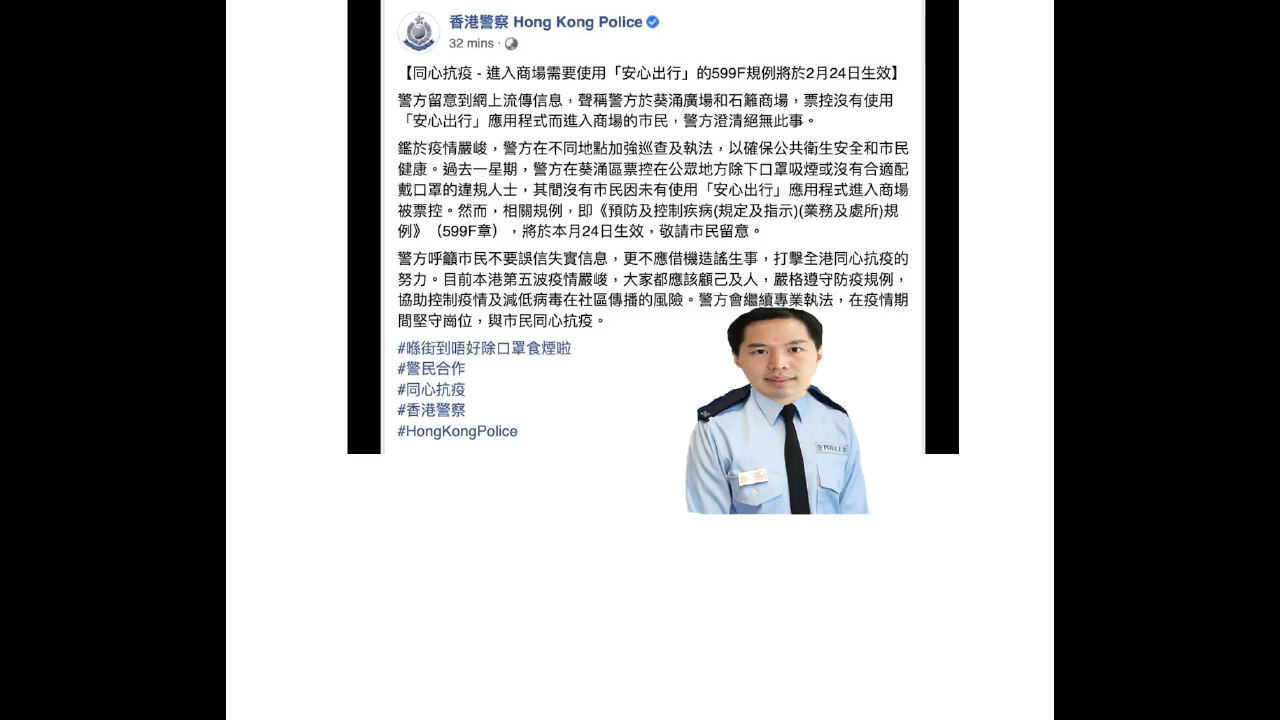 香港警察 Hong Kong Police
32 mins ·
【同心抗疫 - 進入商場需要使用「安心出行」的599F規例將於2月24日生效】
警方留意到網上流傳信息，聲稱警方於葵涌廣場和石籬商場，票控沒有使用
「安心出行」應用程式而進入商場的市民，警方澄清絕無此事。
鑑於疫情嚴峻，警方在不同地點加強巡查及執法，以確保公共衛生安全和市民
健康。過去一星期，警方在葵涌區票控在公眾地方除下口罩吸煙或沒有合適配
戴口罩的違規人士，其間沒有市民因未有使用「安心出行」應用程式進入商場
被票控。然而，相關規例，即《預防及控制疾病(規定及指示)(業務及處所)規
例》（599F章），將於本月24日生效，敬請市民留意。
警方呼籲市民不要誤信失實信息，更不應借機造謠生事，打擊全港同心抗疫的
努力。目前本港第五波疫情嚴峻，大家都應該顧己及人，嚴格遵守防疫規例，
協助控制疫情及減低病毒在社區傳播的風險。警方會繼續專業執法，在疫情期
間堅守崗位，與市民同心抗疫。
#喺街到唔好除口罩食煙啦
#警民合作
#同心抗疫
#香港警察
#HongKongPolice
POLICE